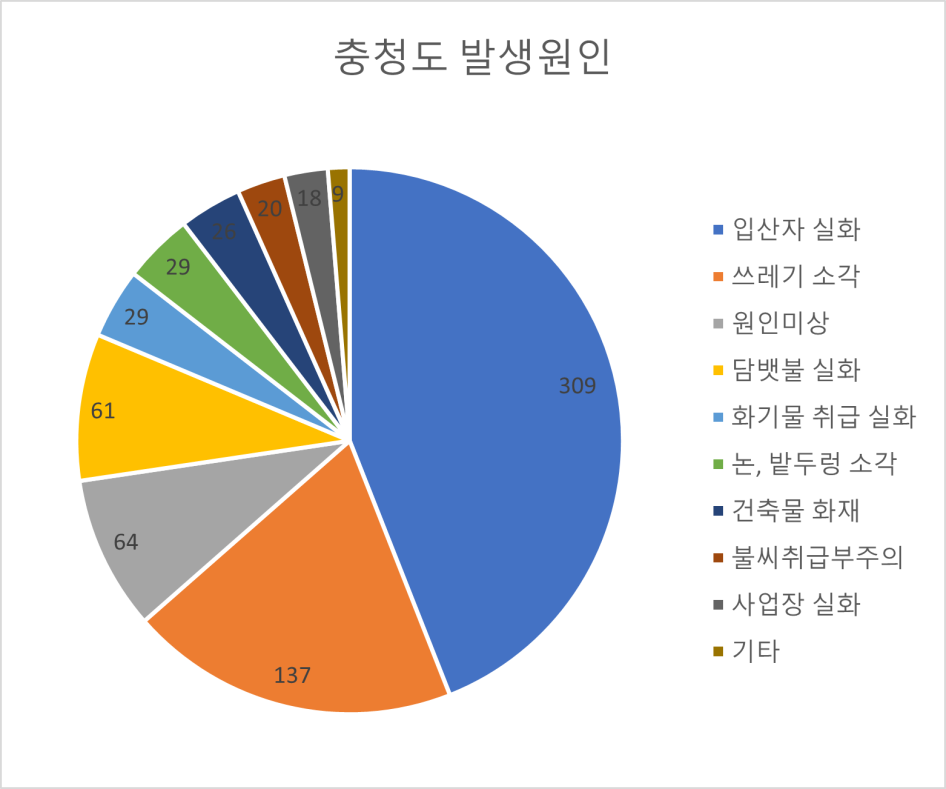 충청도 발생원인
309
137
64
61
29
29
20
18
9
입산자 실화
쓰레기 소각
원인미상
담뱃불 실화
화기물 취급 실화
논, 밭두렁 소각
건축물 화재
불씨취급부주의
사업장 실화
기타